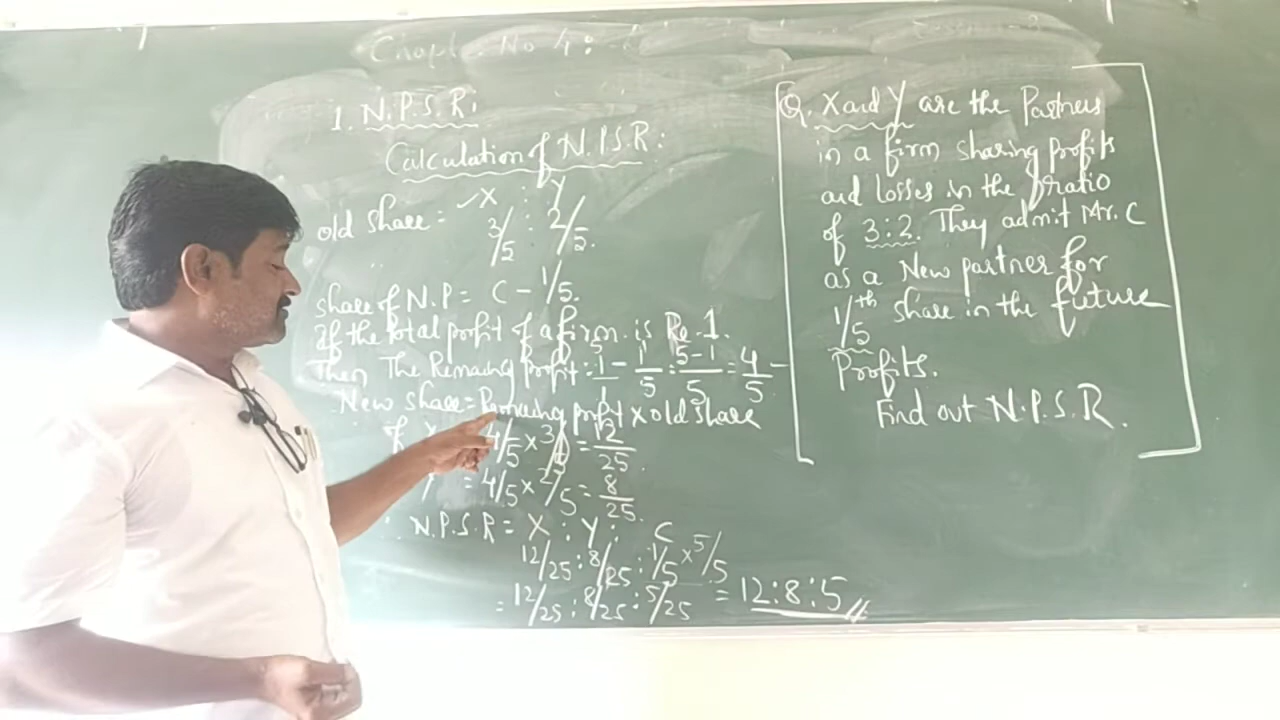 Chapt. No 4:
1. N.P.S.R:
Calculation of N.P.S.R:
X : Y
old share = 3/5 : 2/5.
share of N.P = C - 1/5.
If the total profit of a firm is Re. 1.
Then The Remaing profit = 1/1 - 1/5 = 5-1/5 = 4/5
New share = Remaing profit x old share
of X 4/5 x 3/5 = 12/25.
Y = 4/5 x 2/5 = 8/25.
∴ N.P.S.R = X : Y : C
12/25 : 8/25 : 1/5 x 5/5
= 12/25 : 8/25 : 5/25 = 12:8:5
Q. X and Y are the Partners
in a firm sharing profits
and losses in the ratio
of 3:2. They admit Mr. C
as a New partner for
1/5th share in the future
Profits.
Find out N.P.S.R.